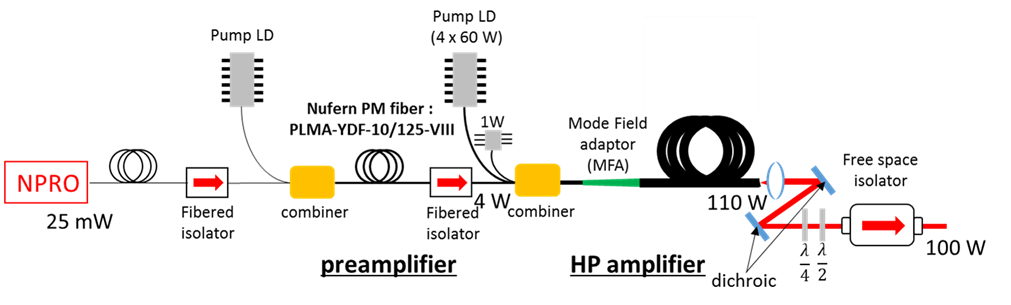 Pump LD
Pump LD
(4 x 60 W)
Nufern PM fiber :
PLMA-YDF-10/125-VIII
1W
Mode Field
adaptor
(MFA)
Free space
isolator
NPRO
25 mW
Fibered
isolator
combiner
Fibered
isolator
4 W
combiner
110 W
100 W
λ/4
λ/2
dichroic
preamplifier
HP amplifier